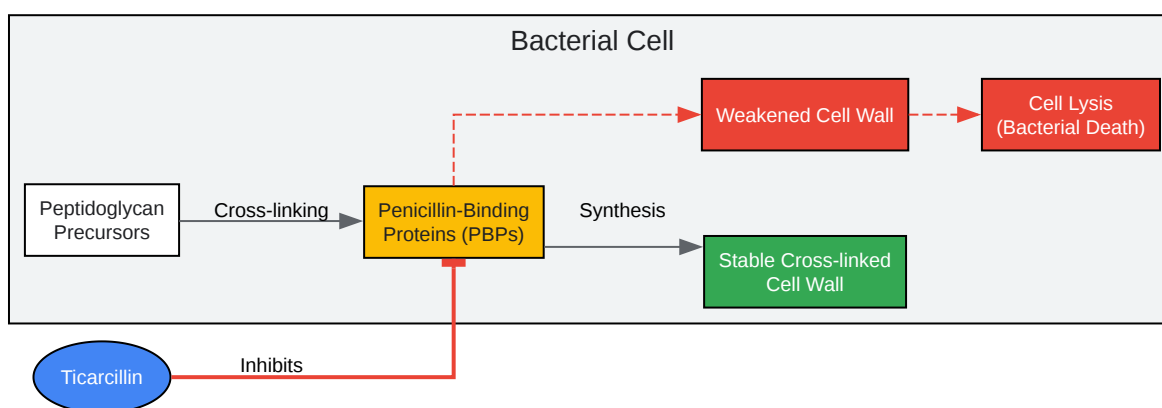 Bacterial Cell
Weakened Cell Wall
Cell Lysis
(Bacterial Death)
Peptidoglycan
Precursors
Cross-linking
Penicillin-Binding
Proteins (PBPs)
Synthesis
Stable Cross-linked
Cell Wall
Ticarcillin
Inhibits